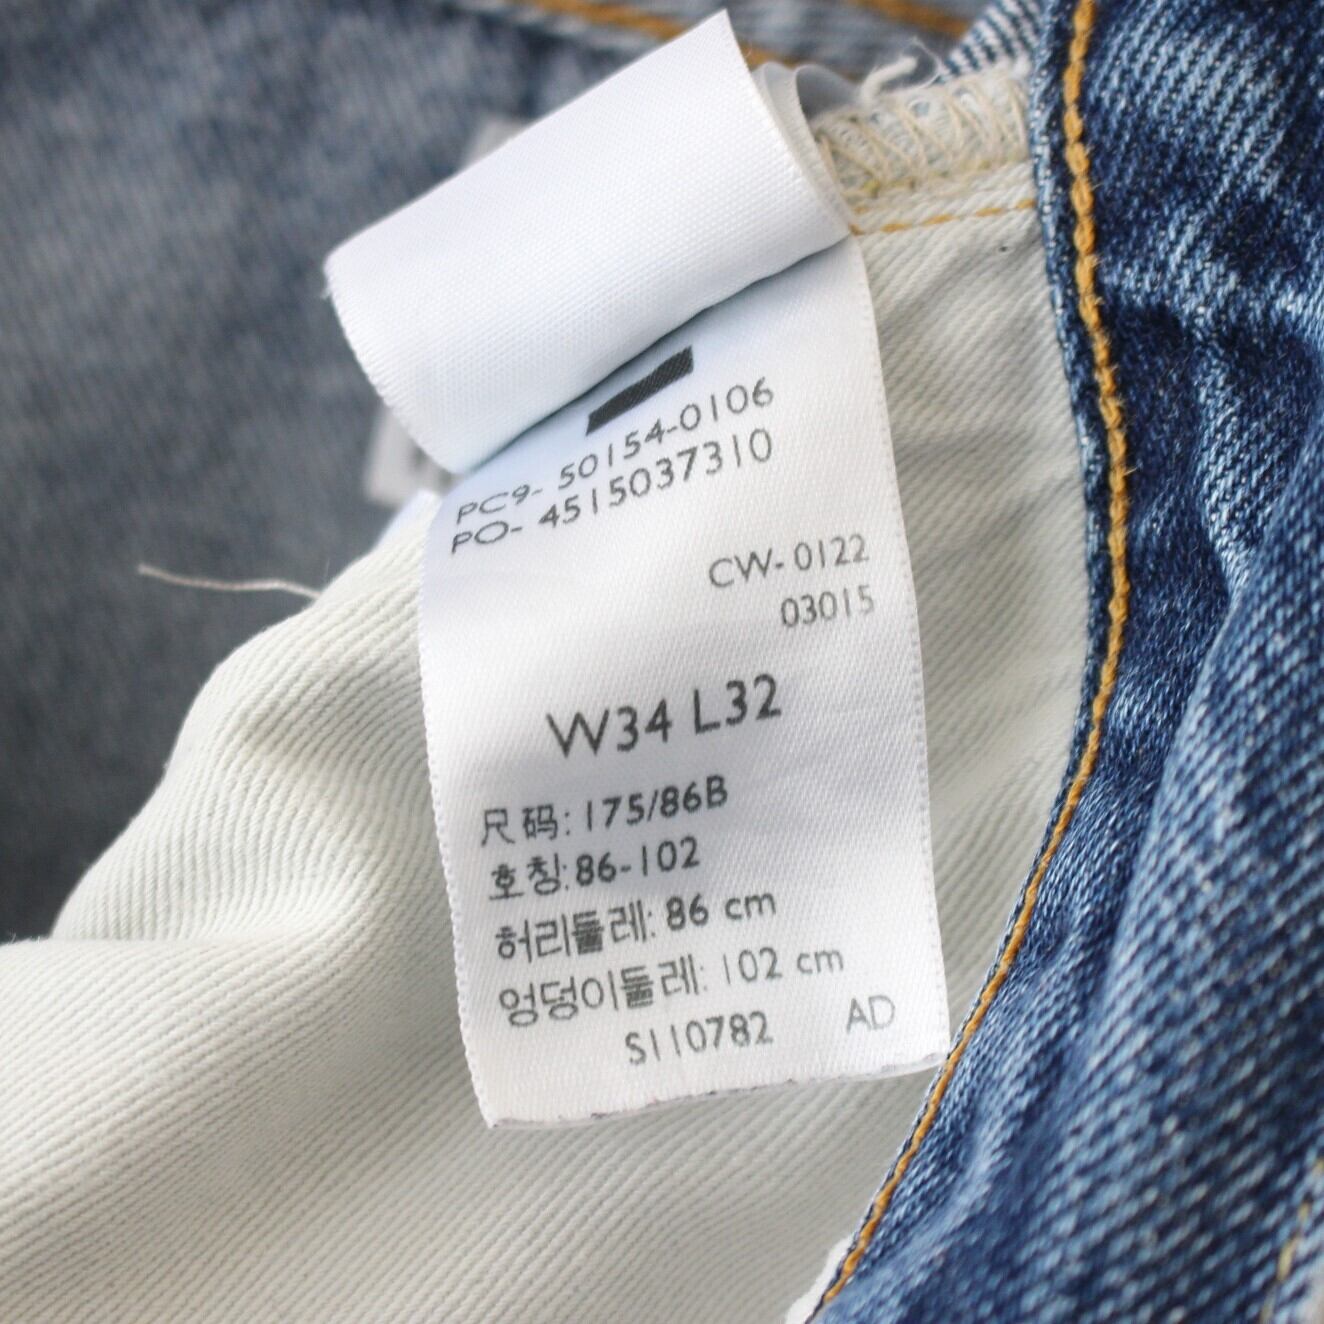 PC9- 50154-0106
PO- 4515037310
CW- 0122
03015
W34 L32
尺码: 175/86B
호칭: 86-102
허리둘레: 86 cm
엉덩이둘레: 102 cm
S110782 AD